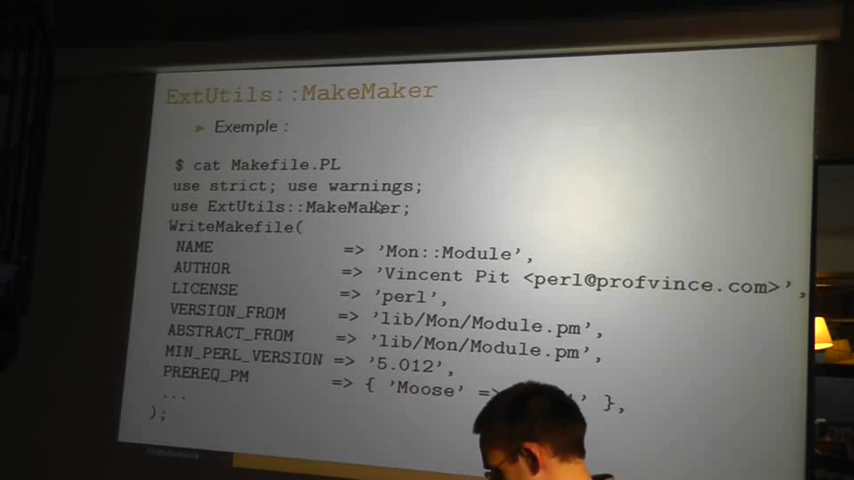 ExtUtils::MakeMaker
► Exemple :
$ cat Makefile.PL
use strict; use warnings;
use ExtUtils::MakeMaker;
WriteMakefile(
NAME => 'Mon::Module',
AUTHOR => 'Vincent Pit <perl@profvince.com>',
LICENSE => 'perl',
VERSION_FROM => 'lib/Mon/Module.pm',
ABSTRACT_FROM => 'lib/Mon/Module.pm',
MIN_PERL_VERSION => '5.012',
PREREQ_PM => { 'Moose' => ' },
...
);